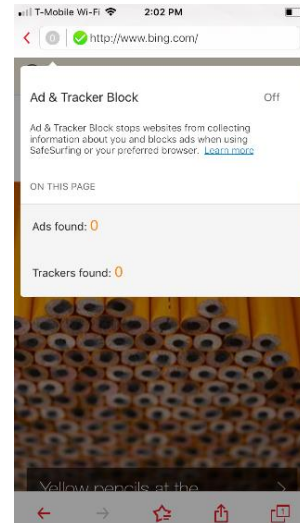 T-Mobile Wi-Fi 2:02 PM
0 http://www.bing.com/
Ad & Tracker Block Off
Ad & Tracker Block stops websites from collecting
information about you and blocks ads when using
SafeSurfing or your preferred browser. Learn more
ON THIS PAGE
Ads found: 0
Trackers found: 0
Yellow pencils at the
1